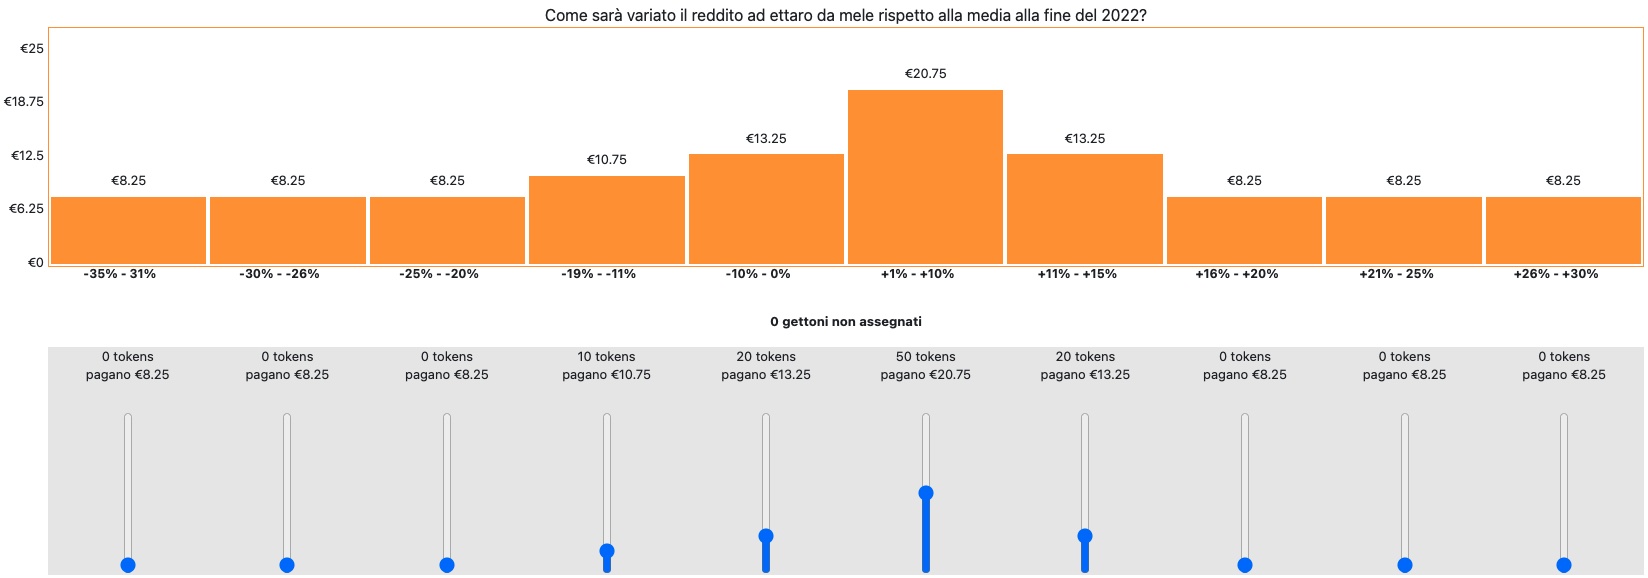 Come sarà variato il reddito ad ettaro da mele rispetto alla media alla fine del 2022?
€25
€18.75
€12.5
€6.25
€0
€8.25
€8.25
€8.25
€10.75
€13.25
€20.75
€13.25
€8.25
€8.25
€8.25
-35% - 31%
-30% - -26%
-25% - -20%
-19% - -11%
-10% - 0%
+1% - +10%
+11% - +15%
+16% - +20%
+21% - 25%
+26% - +30%
0 gettoni non assegnati
0 tokens
pagano €8.25
0 tokens
pagano €8.25
0 tokens
pagano €8.25
10 tokens
pagano €10.75
20 tokens
pagano €13.25
50 tokens
pagano €20.75
20 tokens
pagano €13.25
0 tokens
pagano €8.25
0 tokens
pagano €8.25
0 tokens
pagano €8.25